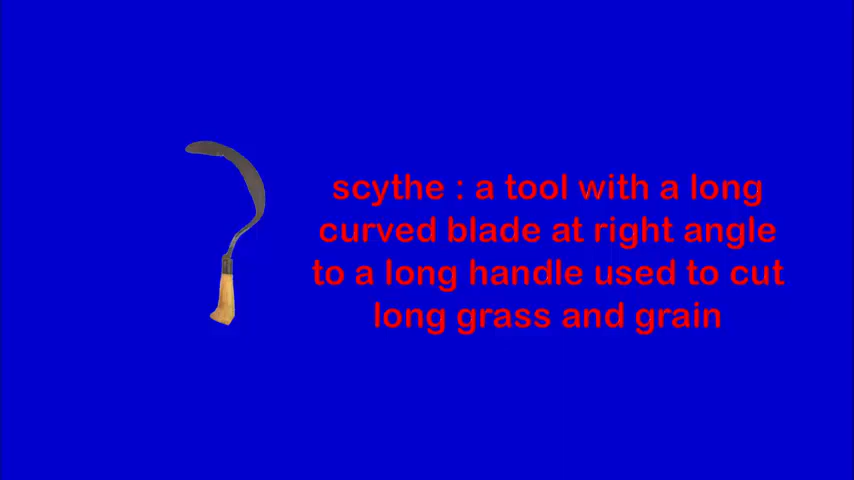 scythe : a tool with a long
curved blade at right angle
to a long handle used to cut
long grass and grain